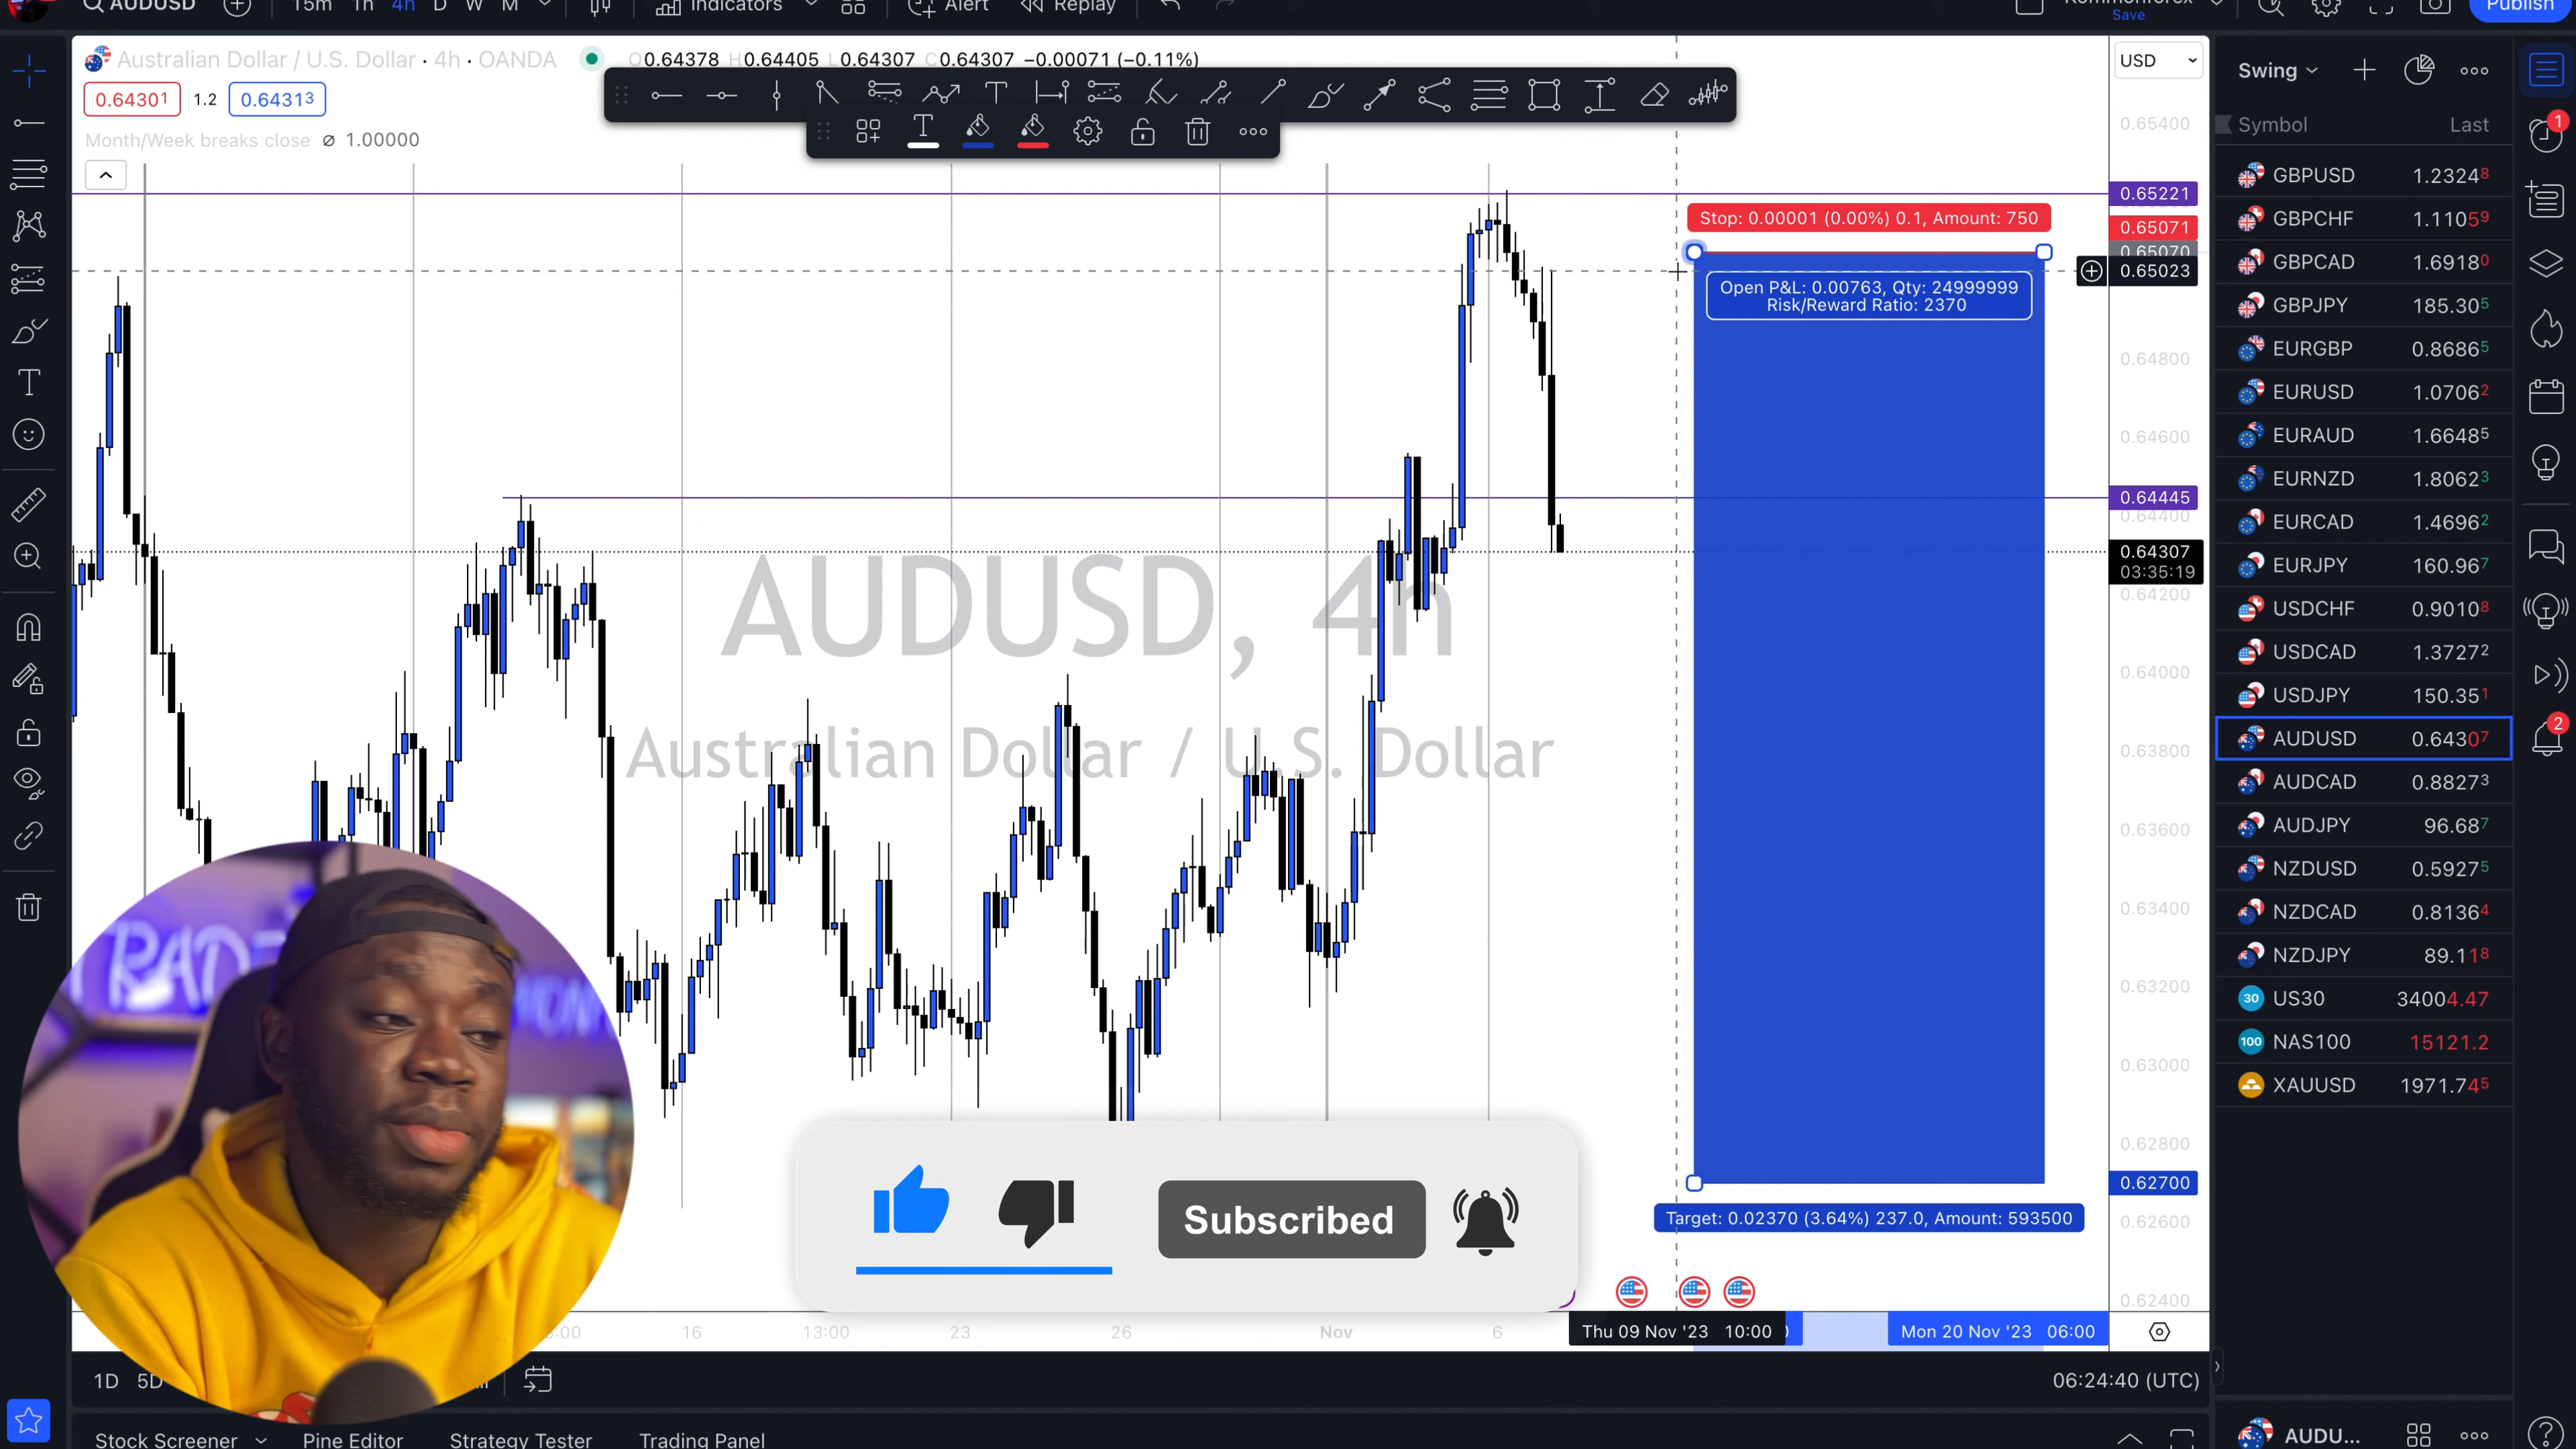 AUDUSD 15m 1h 4h D W M Indicators Alert Replay Save Publish
Australian Dollar / U.S. Dollar · 4h · OANDA O0.64378 H0.64405 L0.64307 C0.64307 −0.00071 (−0.11%)
0.64301 1.2 0.64313
Month/Week breaks close ⌀ 1.00000
USD
0.65400
0.65221
0.65071
0.65070
0.65023
0.64800
0.64600
0.64445
0.64400
0.64307
03:35:19
0.64200
0.64000
0.63800
0.63600
0.63400
0.63200
0.63000
0.62800
0.62700
0.62600
0.62400
Stop: 0.00001 (0.00%) 0.1, Amount: 750
Open P&L: 0.00763, Qty: 24999999
Risk/Reward Ratio: 2370
Target: 0.02370 (3.64%) 237.0, Amount: 593500
AUDUSD, 4h
Australian Dollar / U.S. Dollar
Subscribed
16 13:00 23 26 Nov 6 Thu 09 Nov '23 10:00 Mon 20 Nov '23 06:00
1D 5D 06:24:40 (UTC)
Stock Screener Pine Editor Strategy Tester Trading Panel
Swing
Symbol Last
GBPUSD 1.23248
GBPCHF 1.11059
GBPCAD 1.69180
GBPJPY 185.305
EURGBP 0.86865
EURUSD 1.07062
EURAUD 1.66485
EURNZD 1.80623
EURCAD 1.46962
EURJPY 160.967
USDCHF 0.90108
USDCAD 1.37272
USDJPY 150.351
AUDUSD 0.64307
AUDCAD 0.88273
AUDJPY 96.687
NZDUSD 0.59275
NZDCAD 0.81364
NZDJPY 89.118
30 US30 34004.47
100 NAS100 15121.2
XAUUSD 1971.745
AUDU...
1
2